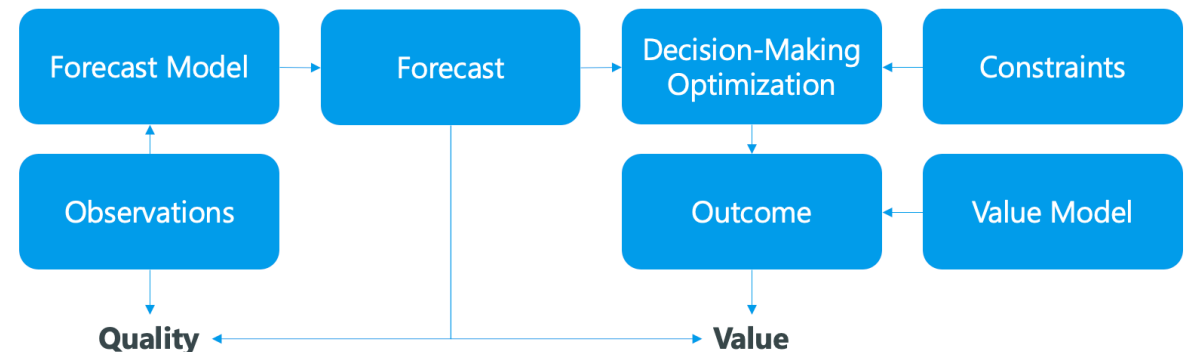 Forecast Model
Forecast
Decision-Making
Optimization
Constraints
Observations
Outcome
Value Model
Quality
Value